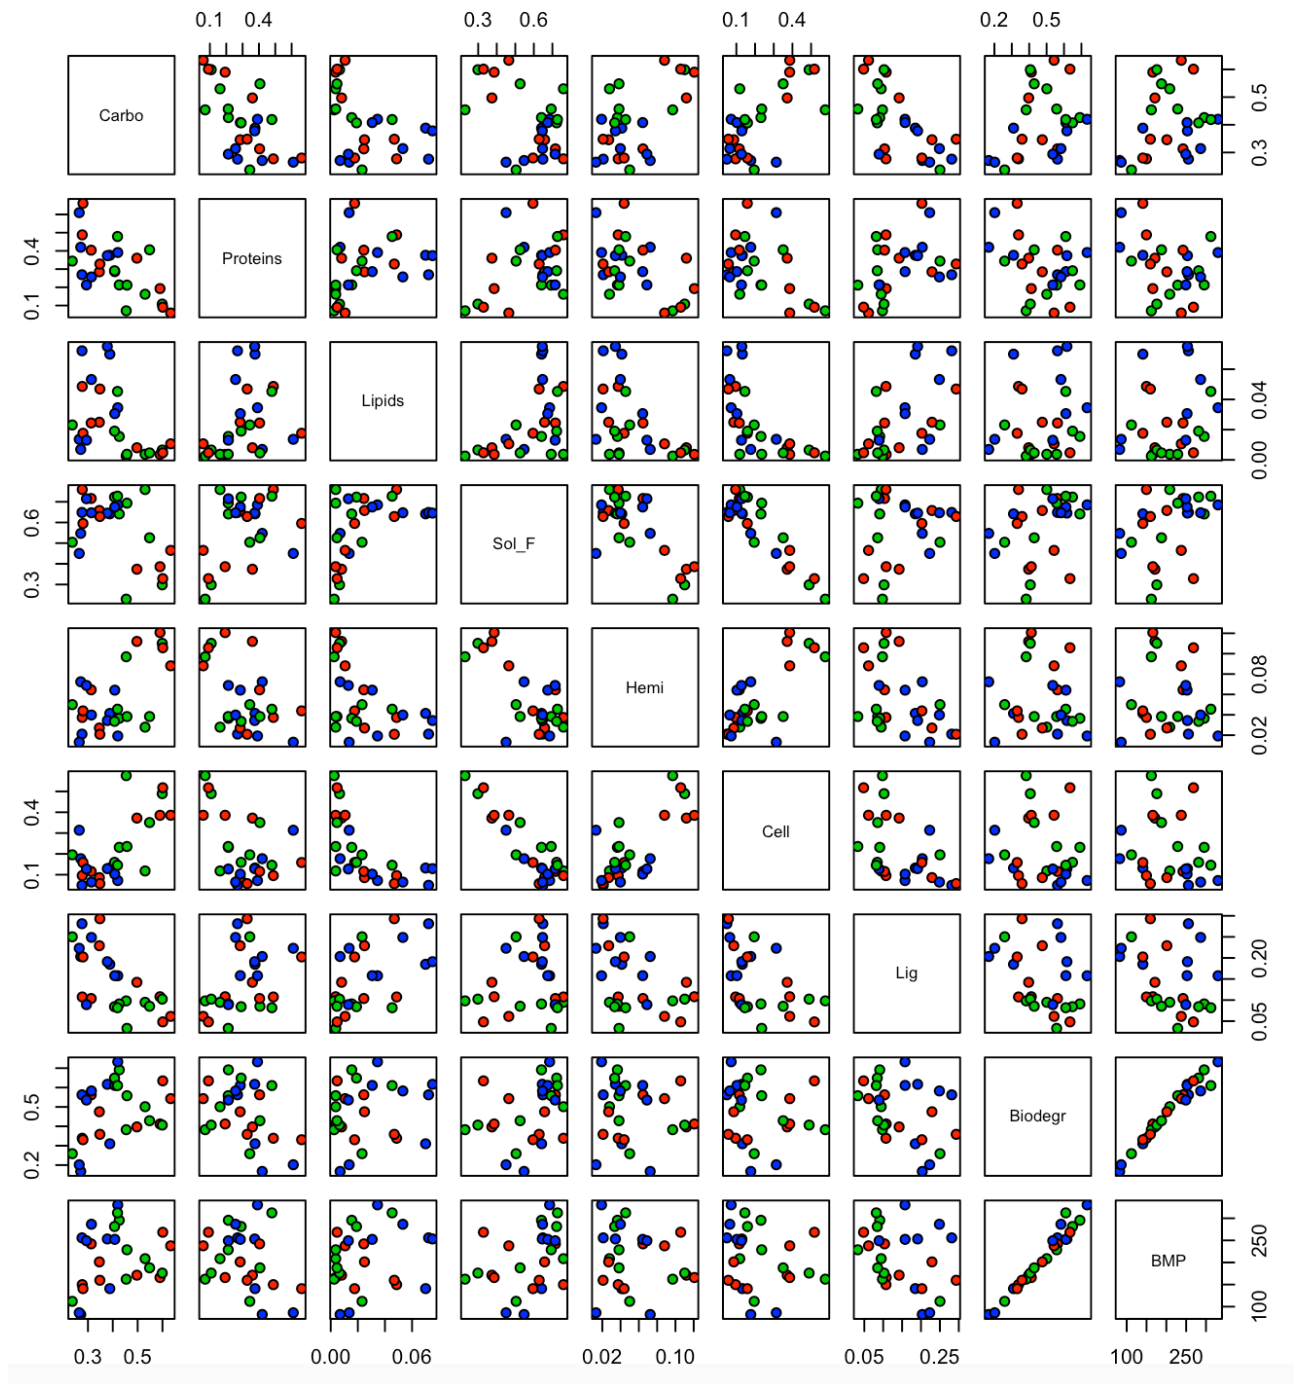 0.1 0.4 0.3 0.6 0.1 0.4 0.2 0.5
Carbo 0.3 0.5
0.1 0.4 Proteins
Lipids 0.00 0.04
0.3 0.6 Sol_F
Hemi 0.02 0.08
0.1 0.4 Cell
Lig 0.05 0.20
0.2 0.5 Biodegr
BMP 100 250
0.3 0.5 0.00 0.06 0.02 0.10 0.05 0.25 100 250